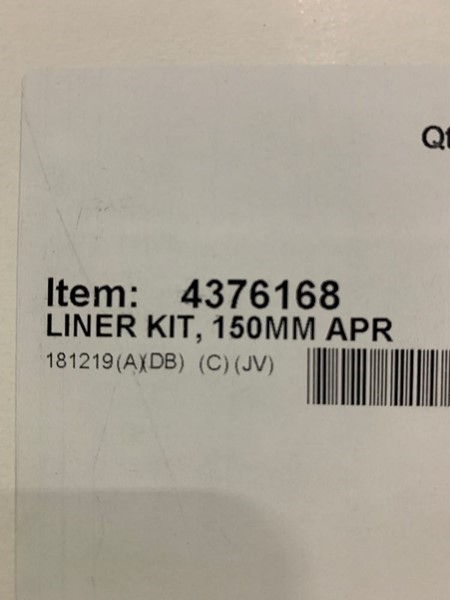 Qt
Item: 4376168
LINER KIT, 150MM APR
181219(A)(DB) (C)(JV)